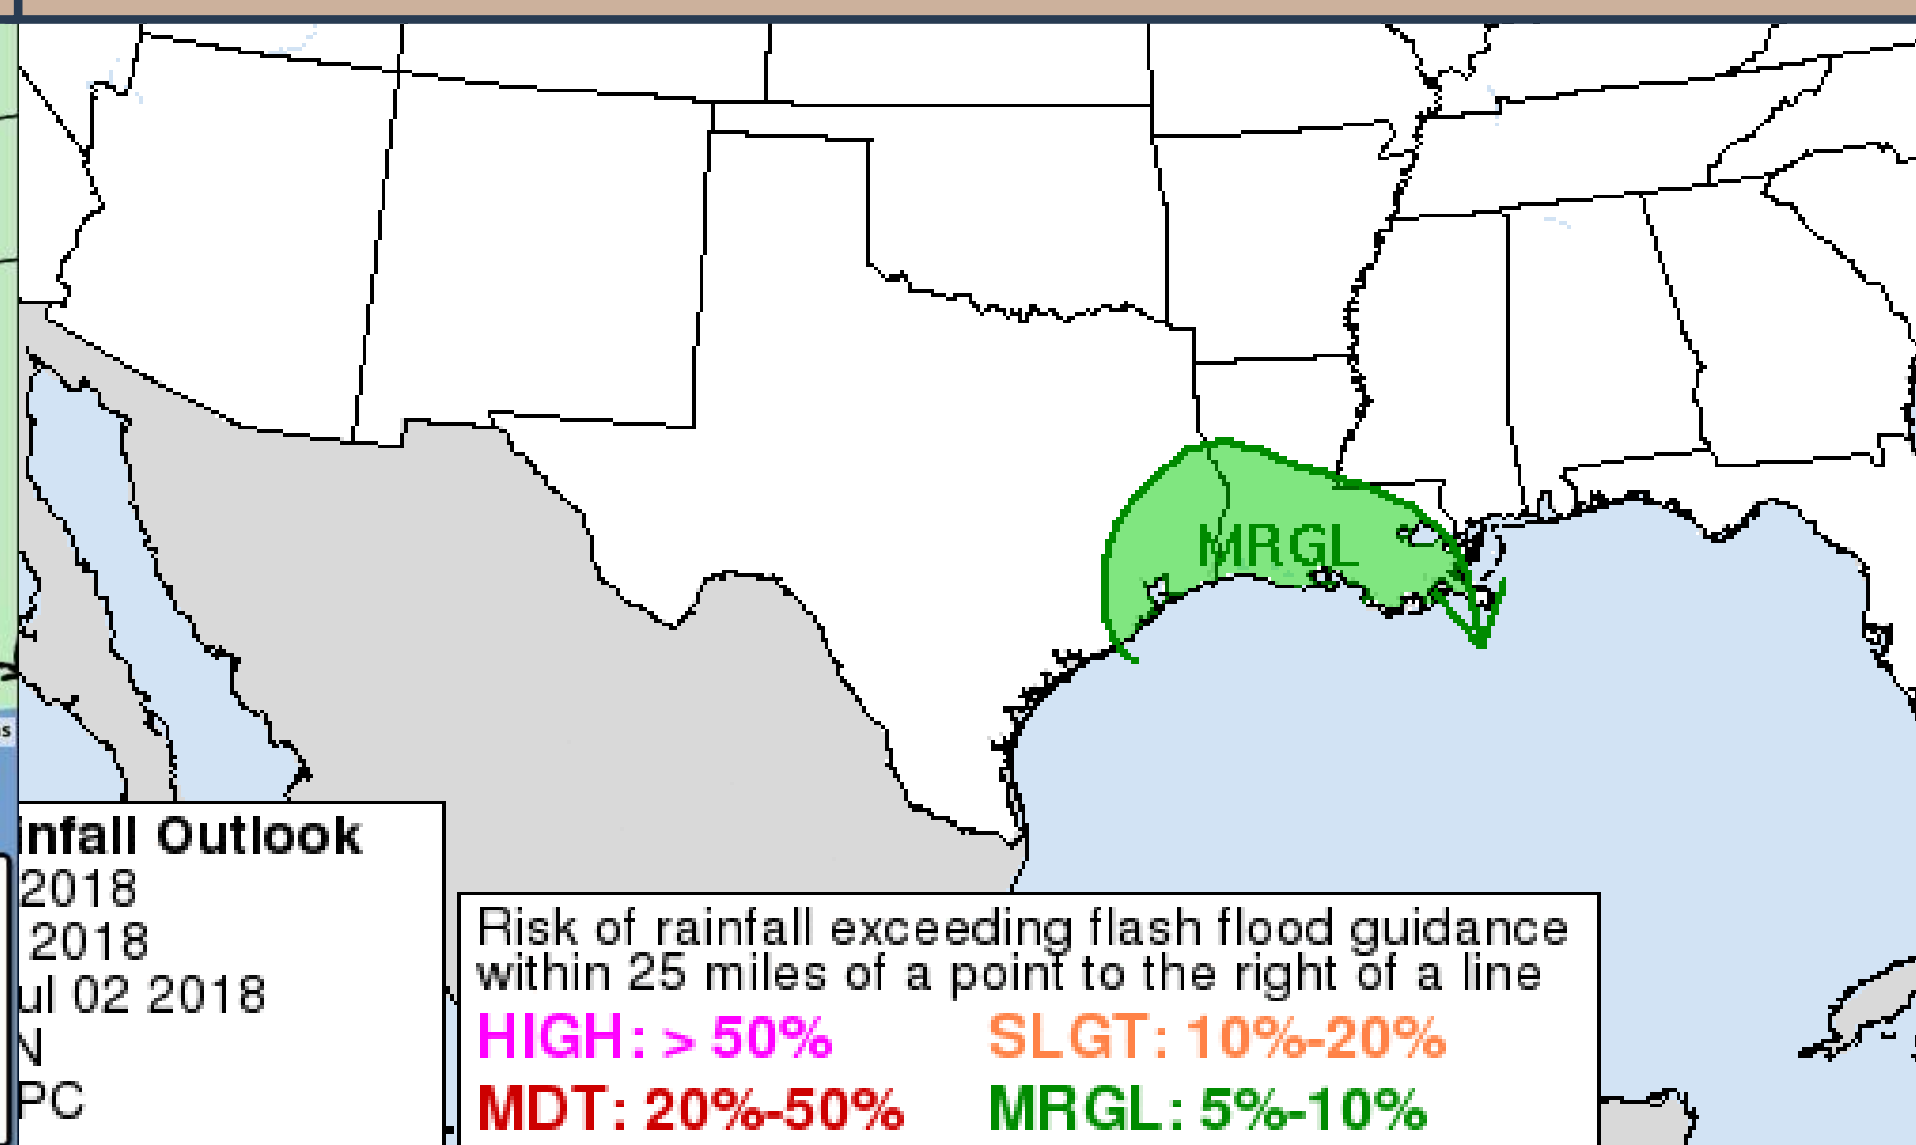 MRGL
s
infall Outlook
2018
2018
ul 02 2018
N
PC
Risk of rainfall exceeding flash flood guidance
within 25 miles of a point to the right of a line
HIGH: > 50% SLGT: 10%-20%
MDT: 20%-50% MRGL: 5%-10%